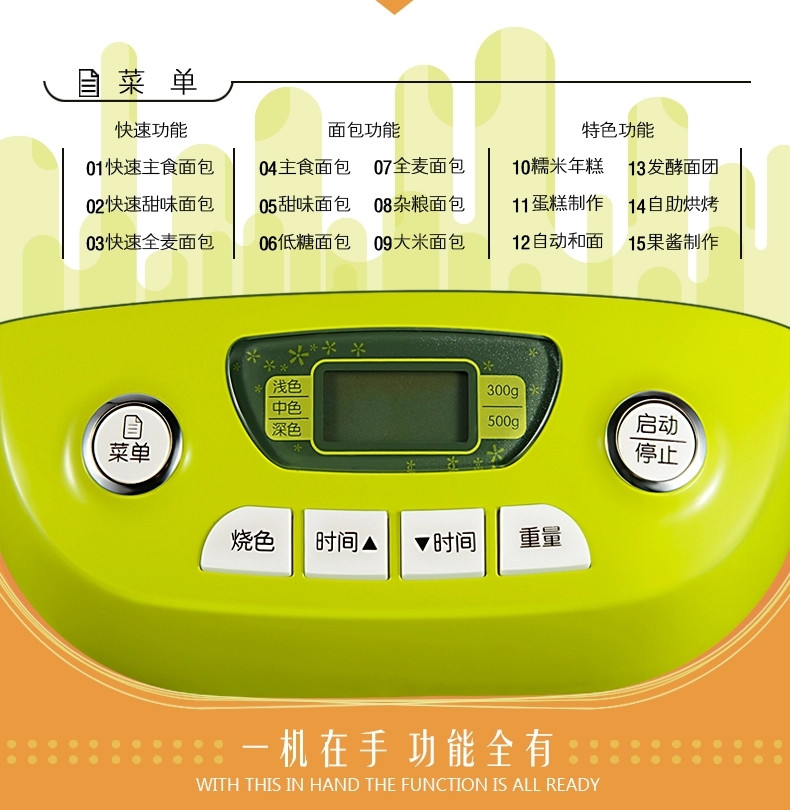 菜 单
快速功能
01快速主食面包
02快速甜味面包
03快速全麦面包
面包功能
04主食面包 07全麦面包
05甜味面包 08杂粮面包
06低糖面包 09大米面包
特色功能
10糯米年糕 13发酵面团
11蛋糕制作 14自助烘烤
12自动和面 15果酱制作
浅色
中色
深色
300g
500g
菜单
启动
停止
烧色
时间▲
▼时间
重量
一机在手 功能全有
WITH THIS IN HAND THE FUNCTION IS ALL READY